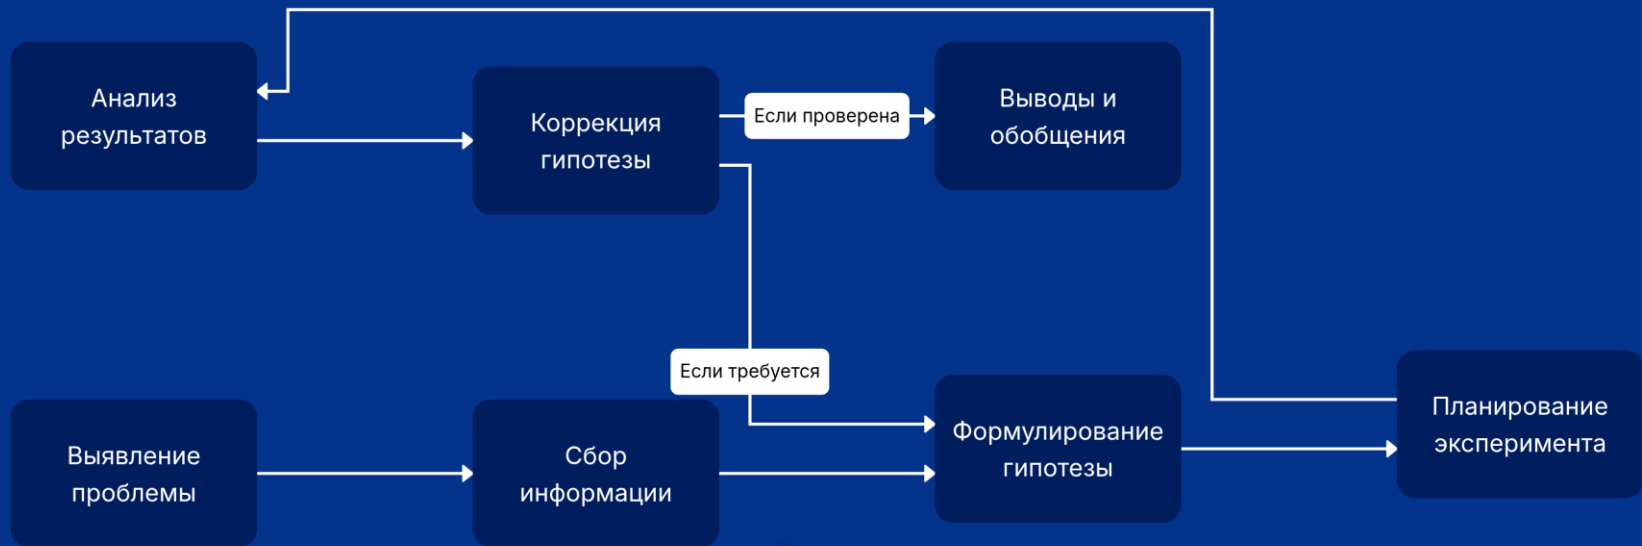 Анализ
результатов
Коррекция
гипотезы
Если проверена
Выводы и
обобщения
Если требуется
Выявление
проблемы
Сбор
информации
Формулирование
гипотезы
Планирование
эксперимента